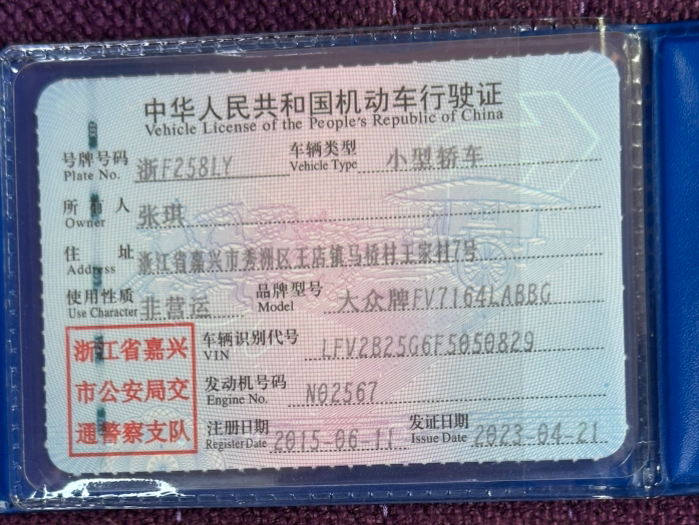 中华人民共和国机动车行驶证
Vehicle License of the People's Republic of China
号牌号码 浙F258LY 车辆类型 小型轿车
Plate No. Vehicle Type
所有人 张琪
Owner
住址 浙江省嘉兴市秀洲区王店镇马桥村王家村7号
Address
使用性质 非营运 品牌型号 大众牌FV7164LABBG
Use Character Model
浙江省嘉兴
市公安局交
通警察支队
车辆识别代号 LFV2B25G6F5050829
VIN
发动机号码 N02567
Engine No.
注册日期 2015-06-11 发证日期 2023-04-21
Register Date Issue Date